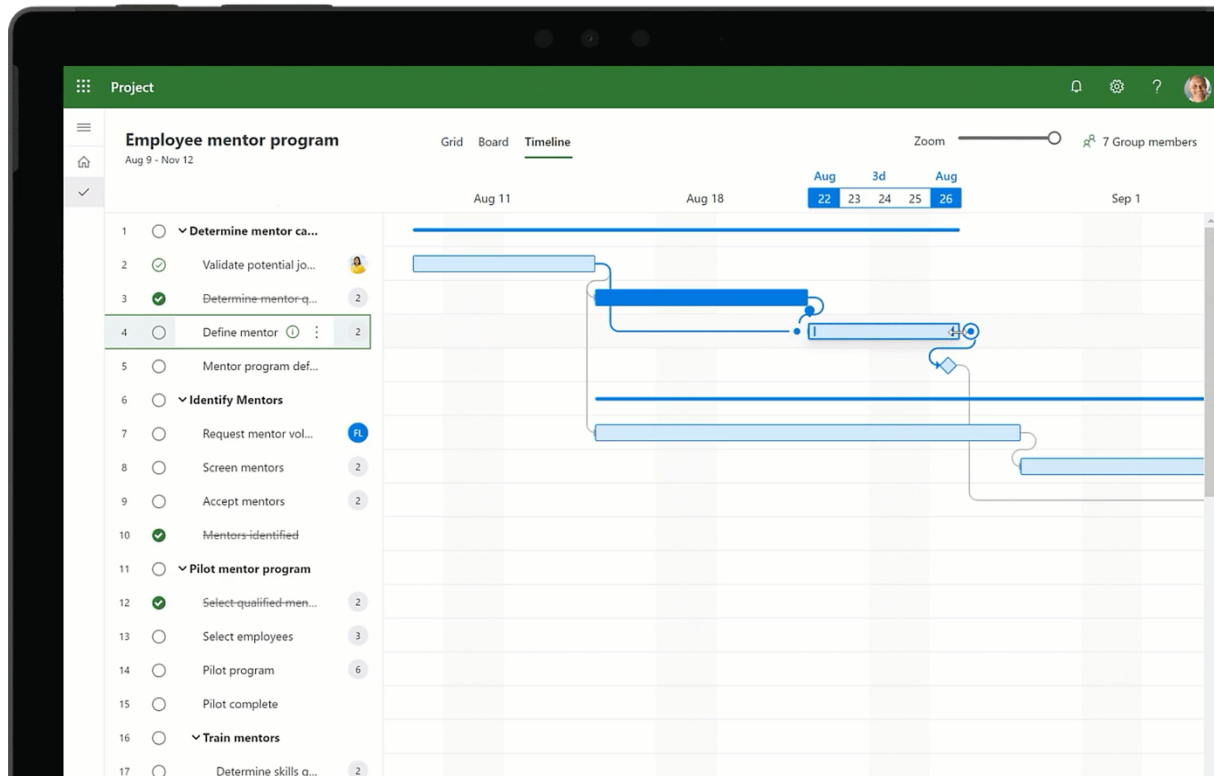 Project
Employee mentor program
Aug 9 - Nov 12
Grid Board Timeline
Zoom
7 Group members
Aug 3d Aug
Aug 11 Aug 18 22 23 24 25 26 Sep 1
1 Determine mentor ca...
2 Validate potential jo...
3 Determine mentor q... 2
4 Define mentor 2
5 Mentor program def...
6 Identify Mentors
7 Request mentor vol... FL
8 Screen mentors 2
9 Accept mentors 2
10 Mentors identified
11 Pilot mentor program
12 Select qualified men... 2
13 Select employees 3
14 Pilot program 6
15 Pilot complete
16 Train mentors
17 Determine skills g... 2